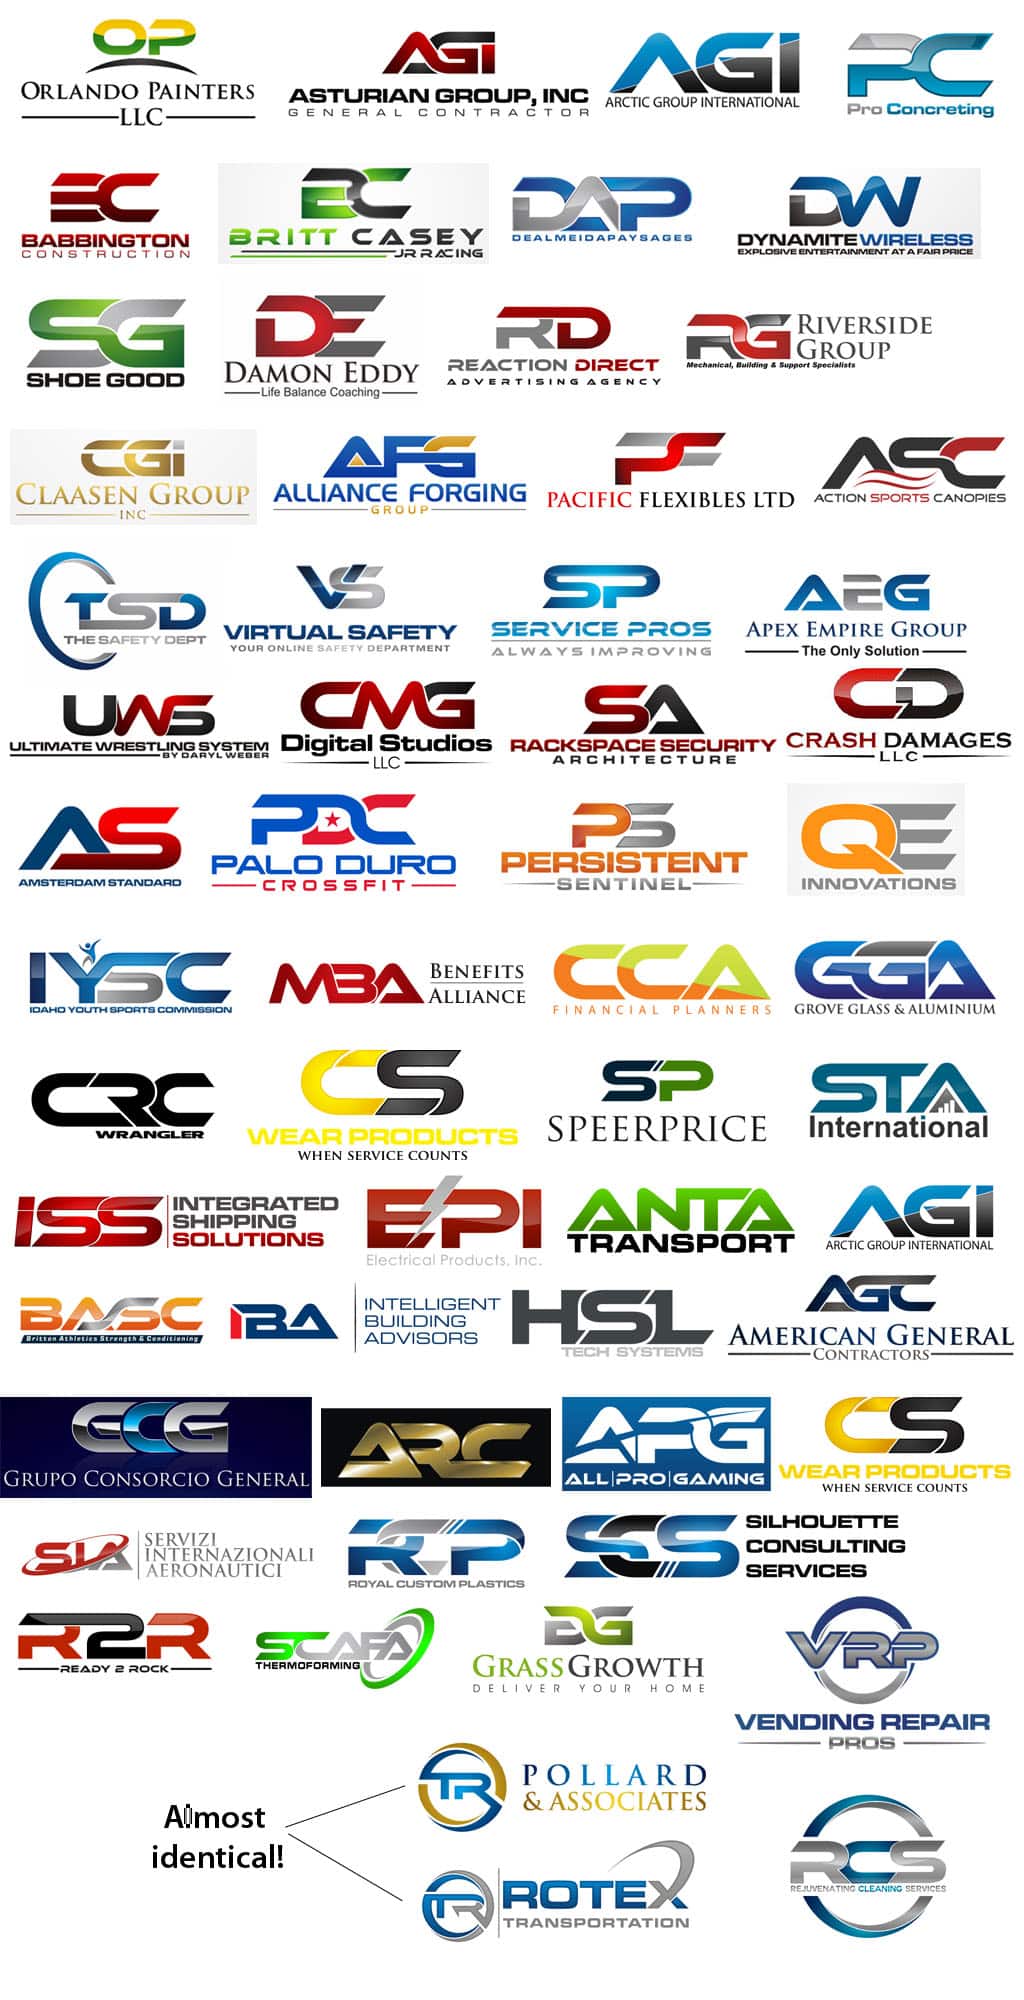 OP
ORLANDO PAINTERS
LLC
AGI
ASTURIAN GROUP, INC
GENERAL CONTRACTOR
AGI
ARCTIC GROUP INTERNATIONAL
PC
Pro Concreting
BC
BABBINGTON
CONSTRUCTION
BC
BRITT CASEY
JR RACING
DAP
DEALMEIDAPAYSAGES
DW
DYNAMITE WIRELESS
EXPLOSIVE ENTERTAINMENT AT A FAIR PRICE
SG
SHOE GOOD
DE
DAMON EDDY
Life Balance Coaching
RD
REACTION DIRECT
ADVERTISING AGENCY
RG
RIVERSIDE
GROUP
Mechanical, Building & Support Specialists
CGI
CLAASEN GROUP
INC
AFG
ALLIANCE FORGING
GROUP
PF
PACIFIC FLEXIBLES LTD
ASC
ACTION SPORTS CANOPIES
TSD
THE SAFETY DEPT
VS
VIRTUAL SAFETY
YOUR ONLINE SAFETY DEPARTMENT
SP
SERVICE PROS
ALWAYS IMPROVING
AEG
APEX EMPIRE GROUP
The Only Solution
UWS
ULTIMATE WRESTLING SYSTEM
BY DARYL WEBER
CMG
Digital Studios
LLC
SA
RACKSPACE SECURITY
ARCHITECTURE
CD
CRASH DAMAGES
LLC
AS
AMSTERDAM STANDARD
PDC
PALO DURO
CROSSFIT
PS
PERSISTENT
SENTINEL
QE
INNOVATIONS
IYSC
IDAHO YOUTH SPORTS COMMISSION
MBA
BENEFITS
ALLIANCE
CCA
FINANCIAL PLANNERS
GGA
GROVE GLASS & ALUMINIUM
CRC
WRANGLER
CS
WEAR PRODUCTS
WHEN SERVICE COUNTS
SP
SPEERPRICE
STA
International
ISS
INTEGRATED
SHIPPING
SOLUTIONS
EPI
Electrical Products, Inc.
ANTA
TRANSPORT
AGI
ARCTIC GROUP INTERNATIONAL
BASC
Britton Athletics Strength & Conditioning
IBA
INTELLIGENT
BUILDING
ADVISORS
HSL
TECH SYSTEMS
AGC
AMERICAN GENERAL
CONTRACTORS
GCG
GRUPO CONSORCIO GENERAL
ARC
APG
ALL|PRO|GAMING
CS
WEAR PRODUCTS
WHEN SERVICE COUNTS
SIA
SERVIZI
INTERNAZIONALI
AERONAUTICI
RCP
ROYAL CUSTOM PLASTICS
SCS
SILHOUETTE
CONSULTING
SERVICES
R2R
READY 2 ROCK
SCAFA
THERMOFORMING
GG
GRASSGROWTH
DELIVER YOUR HOME
VRP
VENDING REPAIR
PROS
Almost
identical!
TR
POLLARD
& ASSOCIATES
TR
ROTEX
TRANSPORTATION
RCS
REJUVENATING CLEANING SERVICES